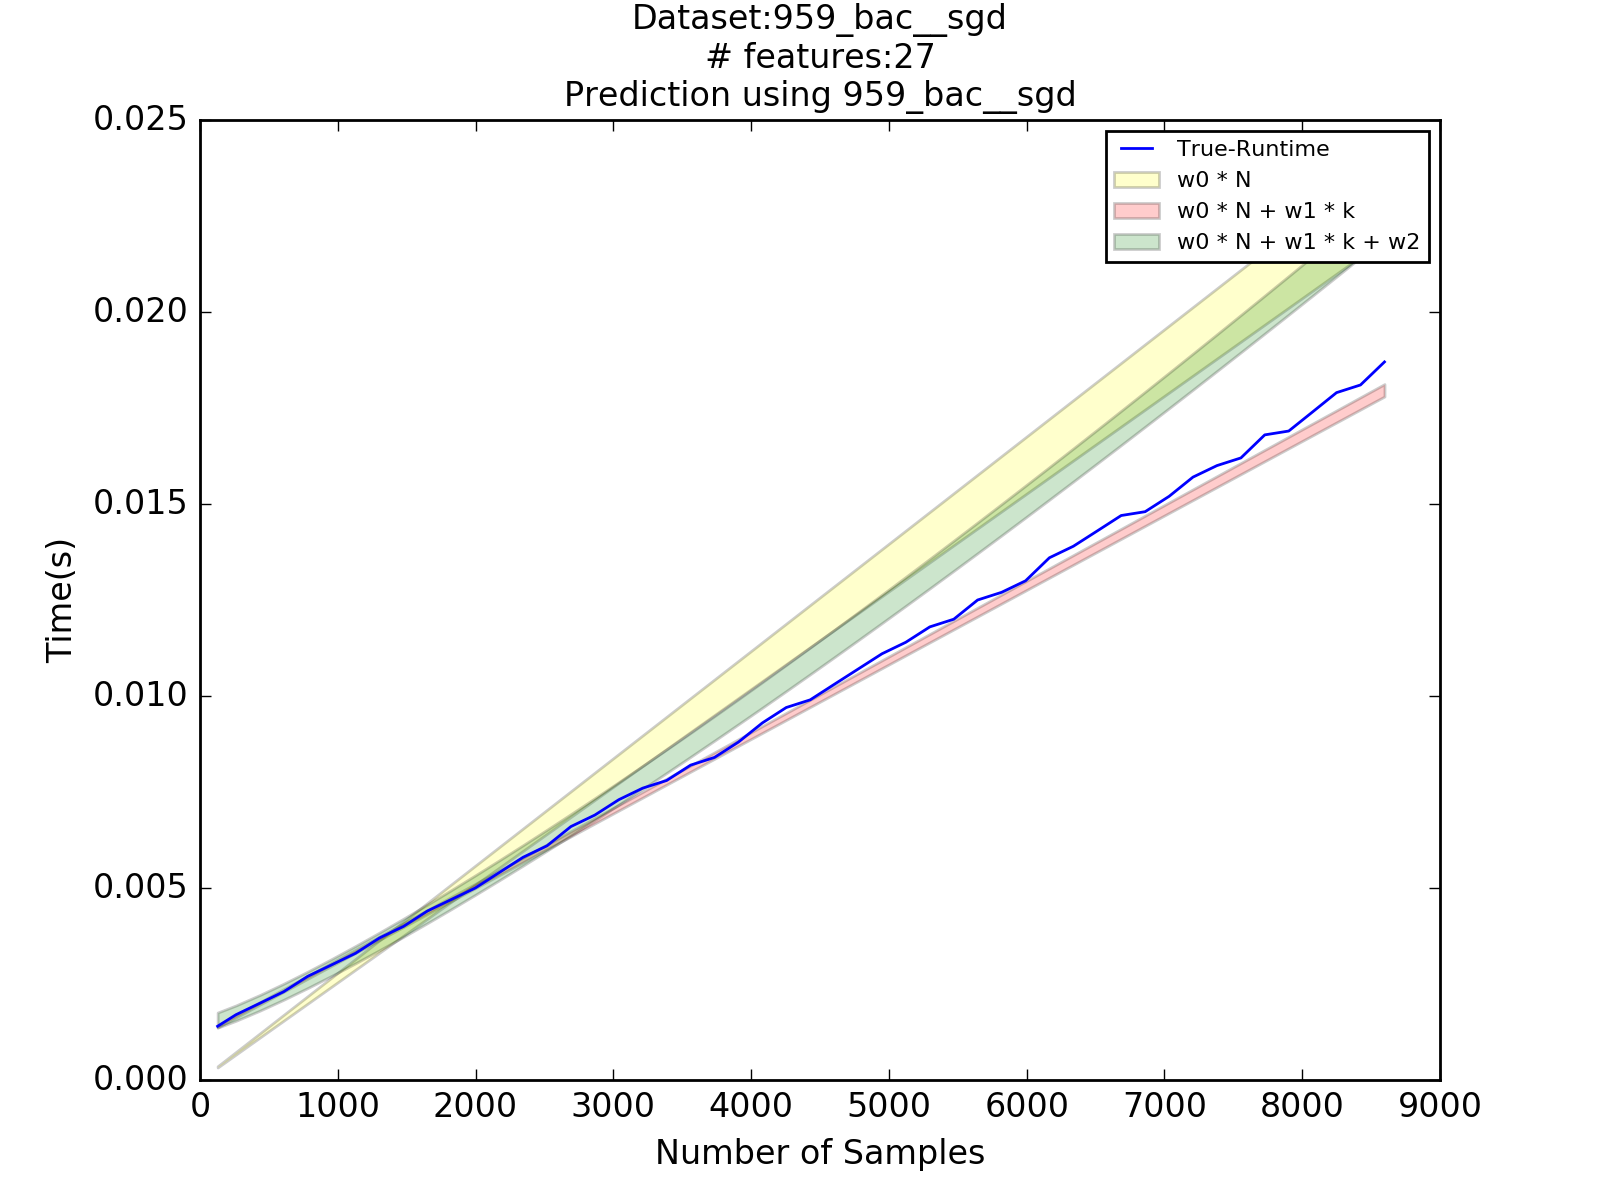 Dataset:959_bac__sgd
# features:27
Prediction using 959_bac__sgd
0.025
0.020
0.015
0.010
0.005
0.000
Time(s)
True-Runtime
w0 * N
w0 * N + w1 * k
w0 * N + w1 * k + w2
0 1000 2000 3000 4000 5000 6000 7000 8000 9000
Number of Samples